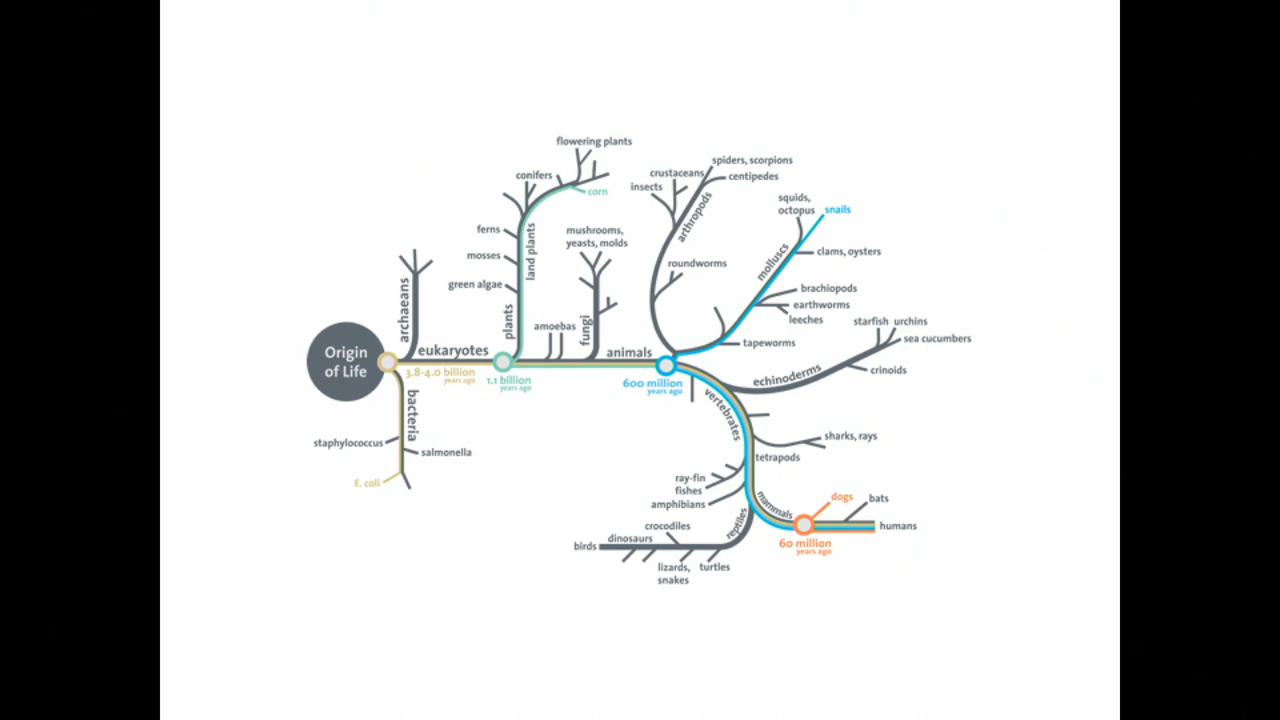 flowering plants
conifers
corn
ferns
mosses
green algae
land plants
plants
mushrooms,
yeasts, molds
amoebas
fungi
spiders, scorpions
crustaceans
centipedes
insects
arthropods
roundworms
squids,
octopus
snails
molluscs
clams, oysters
brachiopods
earthworms
leeches
tapeworms
starfish urchins
sea cucumbers
crinoids
echinoderms
archaeans
Origin
of Life
eukaryotes
animals
3.8-4.0 billion
years ago
1.1 billion
years ago
600 million
years ago
bacteria
staphylococcus
salmonella
E. coli
vertebrates
sharks, rays
tetrapods
ray-fin
fishes
amphibians
mammals
dogs
bats
humans
60 million
years ago
reptiles
crocodiles
dinosaurs
birds
lizards,
snakes
turtles